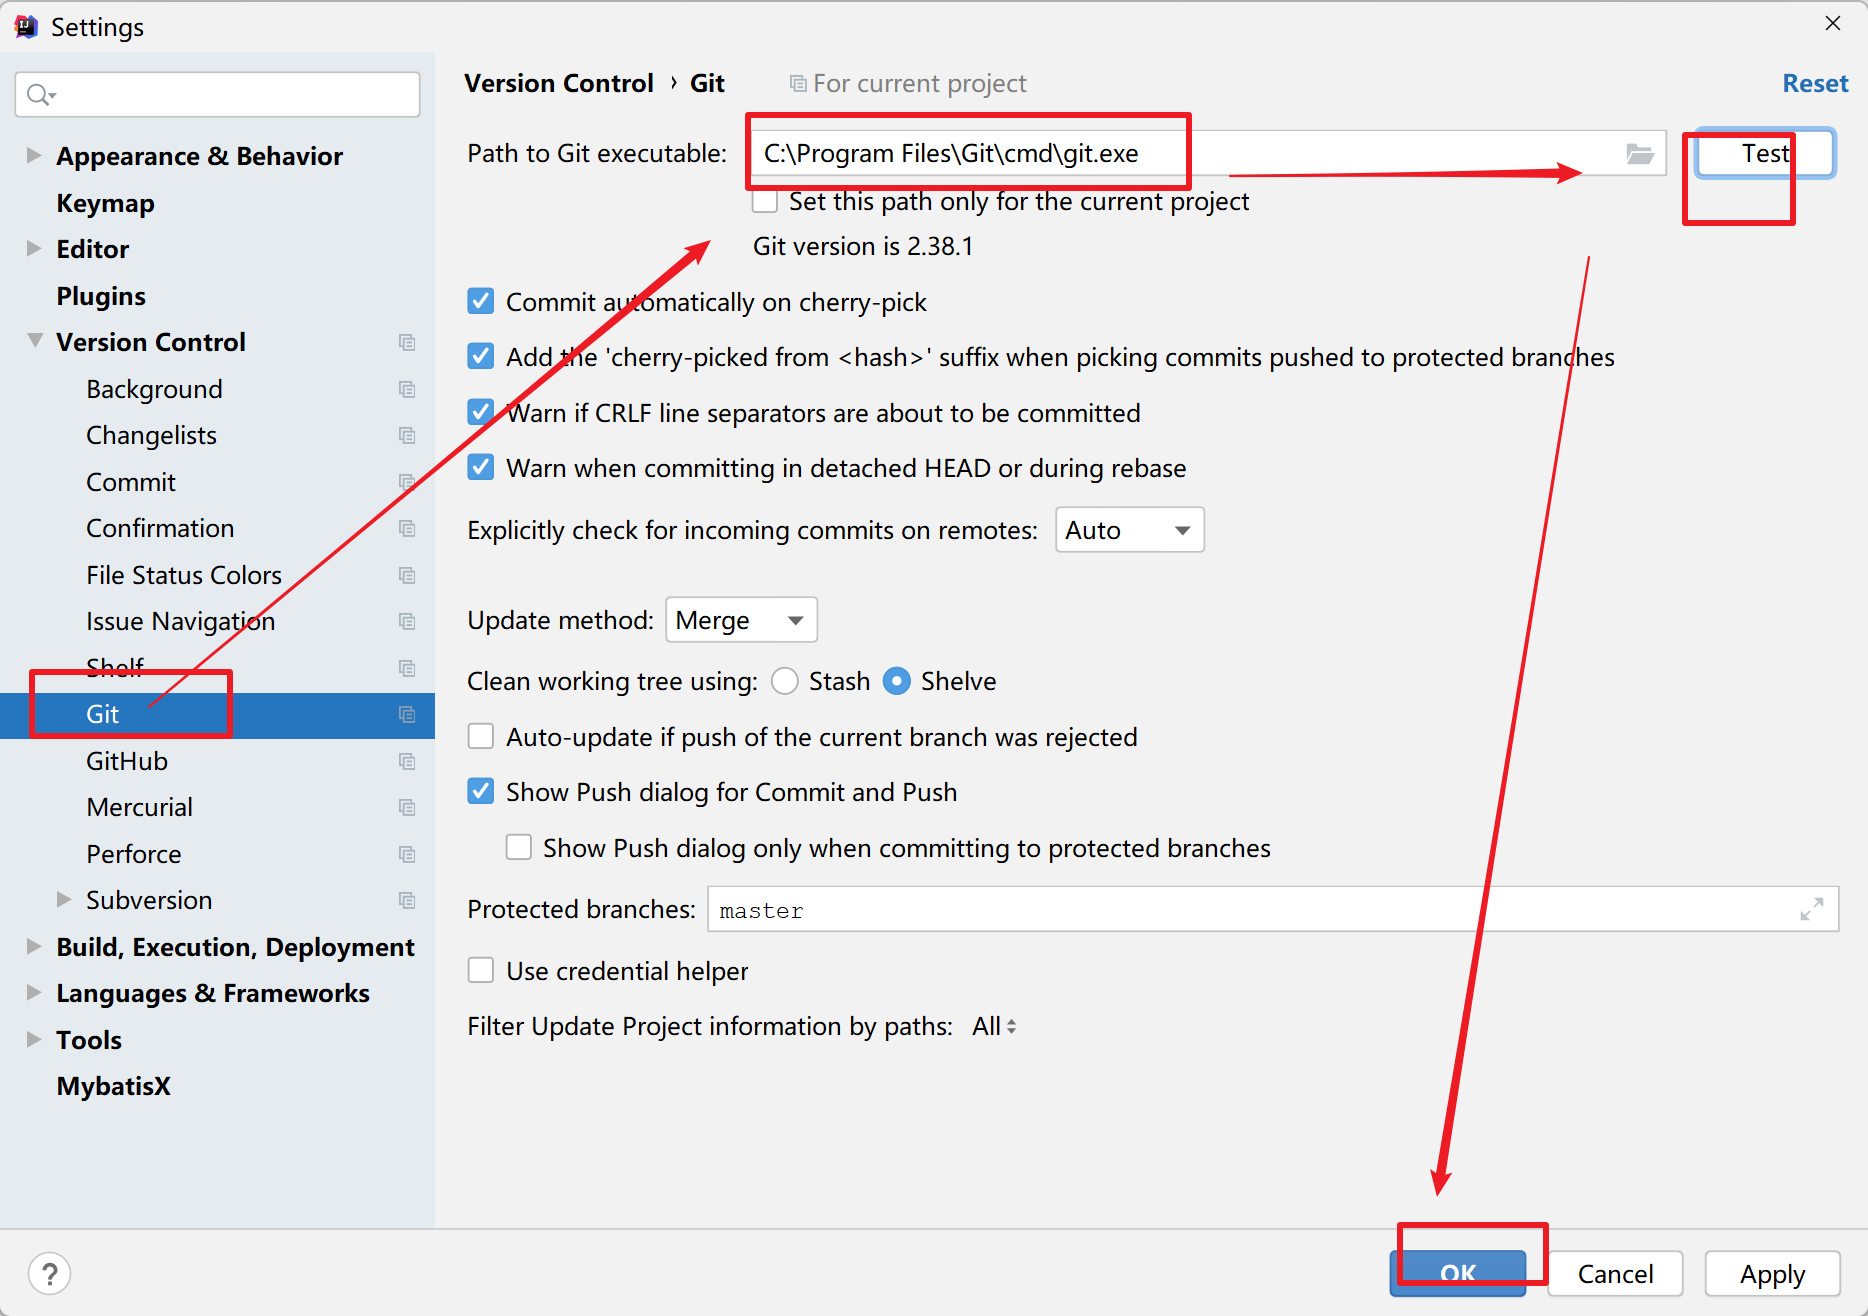 Settings
Version Control › Git For current project Reset
Appearance & Behavior
Keymap
Editor
Plugins
Version Control
Background
Changelists
Commit
Confirmation
File Status Colors
Issue Navigation
Shelf
Git
GitHub
Mercurial
Perforce
Subversion
Build, Execution, Deployment
Languages & Frameworks
Tools
MybatisX
Path to Git executable: C:\Program Files\Git\cmd\git.exe Test
Set this path only for the current project
Git version is 2.38.1
Commit automatically on cherry-pick
Add the 'cherry-picked from <hash>' suffix when picking commits pushed to protected branches
Warn if CRLF line separators are about to be committed
Warn when committing in detached HEAD or during rebase
Explicitly check for incoming commits on remotes: Auto
Update method: Merge
Clean working tree using: Stash Shelve
Auto-update if push of the current branch was rejected
Show Push dialog for Commit and Push
Show Push dialog only when committing to protected branches
Protected branches: master
Use credential helper
Filter Update Project information by paths: All
? OK Cancel Apply